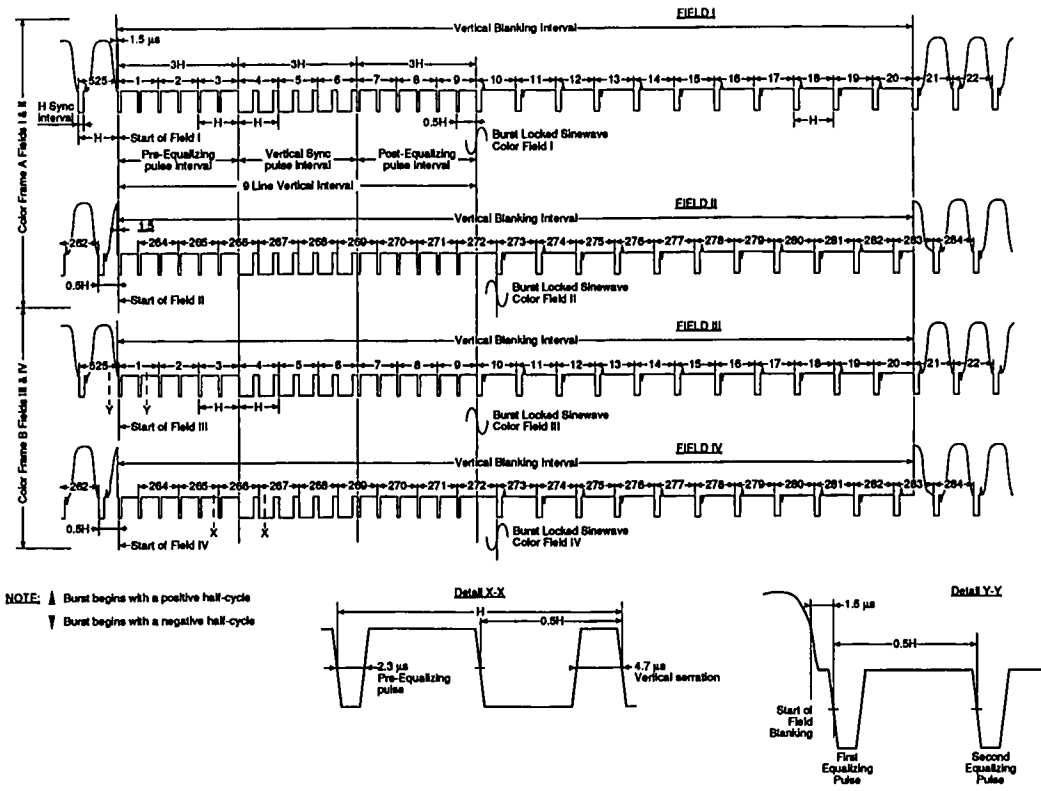 FIELD I
Vertical Blanking Interval
1.5 µs
3H 3H 3H
525 1 2 3 4 5 6 7 8 9 10 11 12 13 14 15 16 17 18 19 20 21 22
H Sync
Interval
H H H 0.5H H
Start of Field I
Burst Locked Sinewave
Color Field I
Pre-Equalizing
pulse Interval
Vertical Sync
pulse Interval
Post-Equalizing
pulse Interval
9 Line Vertical Interval
Color Frame A Fields I & II
FIELD II
Vertical Blanking Interval
1.5
262 264 265 266 267 268 269 270 271 272 273 274 275 276 277 278 279 280 281 282 283 284
0.5H
Start of Field II
Burst Locked Sinewave
Color Field II
Color Frame B Fields III & IV
FIELD III
Vertical Blanking Interval
525 1 2 3 4 5 6 7 8 9 10 11 12 13 14 15 16 17 18 19 20 21 22
Y Y
H H
Start of Field III
Burst Locked Sinewave
Color Field III
FIELD IV
Vertical Blanking Interval
262 264 265 266 267 268 269 270 271 272 273 274 275 276 277 278 279 280 281 282 283 284
0.5H
X X
Start of Field IV
Burst Locked Sinewave
Color Field IV
NOTE: Burst begins with a positive half-cycle
Burst begins with a negative half-cycle
Detail X-X
H
0.5H
2.3 µs
Pre-Equalizing
pulse
4.7 µs
Vertical serration
Detail Y-Y
1.5 µs
0.5H
Start of
Field
Blanking
First
Equalizing
Pulse
Second
Equalizing
Pulse